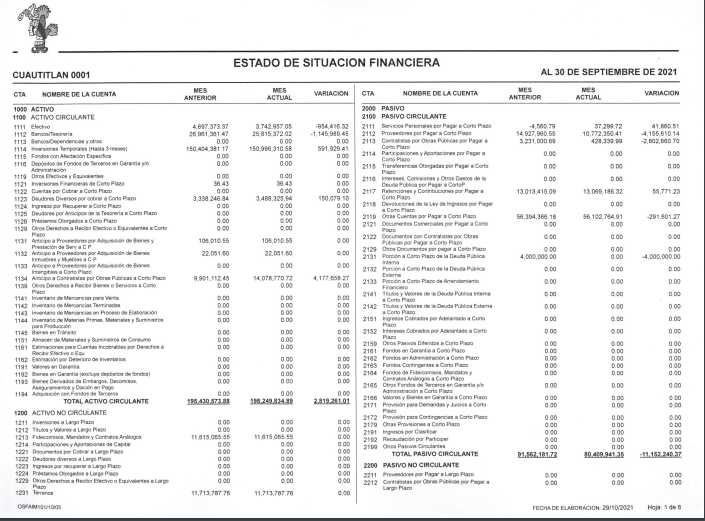 ESTADO DE SITUACION FINANCIERA
CUAUTITLAN 0001
AL 30 DE SEPTIEMBRE DE 2021
CTA NOMBRE DE LA CUENTA MES ANTERIOR MES ACTUAL VARIACION
1000 ACTIVO
1100 ACTIVO CIRCULANTE
1111 Efectivo 4,697,373.37 3,742,957.05 -954,416.32
1112 Bancos/Tesorería 26,961,361.47 25,815,372.02 -1,145,989.45
1113 Bancos/Dependencias y otros 0.00 0.00 0.00
1114 Inversiones Temporales (Hasta 3 meses) 150,404,381.17 150,996,310.58 591,929.41
1115 Fondos con Afectación Específica 0.00 0.00 0.00
1116 Depósitos de Fondos de Terceros en Garantía y/o 0.00 0.00 0.00
Administración
1119 Otros Efectivos y Equivalentes 0.00 0.00 0.00
1121 Inversiones Financieras de Corto Plazo 36.43 36.43 0.00
1122 Cuentas por Cobrar a Corto Plazo 0.00 0.00 0.00
1123 Deudores Diversos por cobrar a Corto Plazo 3,338,246.84 3,488,325.94 150,079.10
1124 Ingresos por Recuperar a Corto Plazo 0.00 0.00 0.00
1125 Deudores por Anticipos de la Tesorería a Corto Plazo 0.00 0.00 0.00
1126 Préstamos Otorgados a Corto Plazo 0.00 0.00 0.00
1129 Otros Derechos a Recibir Efectivo o Equivalentes a Corto 0.00 0.00 0.00
Plazo
1131 Anticipo a Proveedores por Adquisición de Bienes y 106,010.55 106,010.55 0.00
Prestación de Serv a C P
1132 Anticipo a Proveedores por Adquisición de Bienes 22,051.60 22,051.60 0.00
Inmuebles y Muebles a C P
1133 Anticipo a Proveedores por Adquisición de Bienes 0.00 0.00 0.00
Intangibles a Corto Plazo
1134 Anticipo a Contratistas por Obras Públicas a Corto Plazo 9,901,112.45 14,078,770.72 4,177,658.27
1139 Otros Derechos a Recibir Bienes o Servicios a Corto 0.00 0.00 0.00
Plazo
1141 Inventario de Mercancías para Venta 0.00 0.00 0.00
1142 Inventario de Mercancías Terminadas 0.00 0.00 0.00
1143 Inventario de Mercancías en Proceso de Elaboración 0.00 0.00 0.00
1144 Inventario de Materias Primas, Materiales y Suministros 0.00 0.00 0.00
para Producción
1145 Bienes en Tránsito 0.00 0.00 0.00
1151 Almacén de Materiales y Suministros de Consumo 0.00 0.00 0.00
1161 Estimaciones para Cuentas Incobrables por Derechos a 0.00 0.00 0.00
Recibir Efectivo o Equ
1162 Estimación por Deterioro de Inventarios 0.00 0.00 0.00
1191 Valores en Garantía 0.00 0.00 0.00
1192 Bienes en Garantía (excluye depósitos de fondos) 0.00 0.00 0.00
1193 Bienes Derivados de Embargos, Decomisos, 0.00 0.00 0.00
Aseguramientos y Dación en Pago
1194 Adquisición con Fondos de Terceros 0.00 0.00 0.00
TOTAL ACTIVO CIRCULANTE 195,430,573.88 198,249,834.89 2,819,261.01
1200 ACTIVO NO CIRCULANTE
1211 Inversiones a Largo Plazo 0.00 0.00 0.00
1212 Títulos y Valores a Largo Plazo 0.00 0.00 0.00
1213 Fideicomisos, Mandatos y Contratos Análogos 11,615,065.55 11,615,065.55 0.00
1214 Participaciones y Aportaciones de Capital 0.00 0.00 0.00
1221 Documentos por Cobrar a Largo Plazo 0.00 0.00 0.00
1222 Deudores diversos a Largo Plazo 0.00 0.00 0.00
1223 Ingresos por recuperar a Largo Plazo 0.00 0.00 0.00
1224 Préstamos Otorgados a Largo Plazo 0.00 0.00 0.00
1229 Otros Derechos a Recibir Efectivo o Equivalentes a Largo 0.00 0.00 0.00
Plazo
1231 Terrenos 11,713,787.76 11,713,787.76 0.00
CTA NOMBRE DE LA CUENTA MES ANTERIOR MES ACTUAL VARIACION
2000 PASIVO
2100 PASIVO CIRCULANTE
2111 Servicios Personales por Pagar a Corto Plazo -4,560.79 37,299.72 41,860.51
2112 Proveedores por Pagar a Corto Plazo 14,927,960.55 10,772,350.41 -4,155,610.14
2113 Contratistas por Obras Públicas por Pagar a 3,231,000.69 428,339.99 -2,802,660.70
Corto Plazo
2114 Participaciones y Aportaciones por Pagar a 0.00 0.00 0.00
Corto Plazo
2115 Transferencias Otorgadas por Pagar a Corto 0.00 0.00 0.00
Plazo
2116 Intereses, Comisiones y Otros Gastos de la 0.00 0.00 0.00
Deuda Pública por Pagar a CortoP
2117 Retenciones y Contribuciones por Pagar a 13,013,415.09 13,069,186.32 55,771.23
Corto Plazo
2118 Devoluciones de la Ley de Ingresos por Pagar 0.00 0.00 0.00
a Corto Plazo
2119 Otras Cuentas por Pagar a Corto Plazo 56,394,366.18 56,102,764.91 -291,601.27
2121 Documentos Comerciales por Pagar a Corto 0.00 0.00 0.00
Plazo
2122 Documentos con Contratistas por Obras 0.00 0.00 0.00
Públicas por Pagar a Corto Plazo
2129 Otros Documentos por pagar a Corto Plazo 0.00 0.00 0.00
2131 Porción a Corto Plazo de la Deuda Pública 4,000,000.00 0.00 -4,000,000.00
Interna
2132 Porción a Corto Plazo de la Deuda Pública 0.00 0.00 0.00
Externa
2133 Porción a Corto Plazo de Arrendamiento 0.00 0.00 0.00
Financiero
2141 Títulos y Valores de la Deuda Pública Interna 0.00 0.00 0.00
a Corto Plazo
2142 Títulos y Valores de la Deuda Pública Externa 0.00 0.00 0.00
a Corto Plazo
2151 Ingresos Cobrados por Adelantado a Corto 0.00 0.00 0.00
Plazo
2152 Intereses Cobrados por Adelantado a Corto 0.00 0.00 0.00
Plazo
2159 Otros Pasivos Diferidos a Corto Plazo 0.00 0.00 0.00
2161 Fondos en Garantía a Corto Plazo 0.00 0.00 0.00
2162 Fondos en Administración a Corto Plazo 0.00 0.00 0.00
2163 Fondos Contingentes a Corto Plazo 0.00 0.00 0.00
2164 Fondos de Fideicomisos, Mandatos y 0.00 0.00 0.00
Contratos Análogos a Corto Plazo
2165 Otros Fondos de Terceros en Garantía y/o 0.00 0.00 0.00
Administración a Corto Plazo
2166 Valores y Bienes en Garantía a Corto Plazo 0.00 0.00 0.00
2171 Provisión para Demandas y Juicios a Corto 0.00 0.00 0.00
Plazo
2172 Provisión para Contingencias a Corto Plazo 0.00 0.00 0.00
2179 Otras Provisiones a Corto Plazo 0.00 0.00 0.00
2191 Ingresos por Clasificar 0.00 0.00 0.00
2192 Recaudación por Participar 0.00 0.00 0.00
2199 Otros Pasivos Circulantes 0.00 0.00 0.00
TOTAL PASIVO CIRCULANTE 91,562,181.72 80,409,941.35 -11,152,240.37
2200 PASIVO NO CIRCULANTE
2211 Proveedores por Pagar a Largo Plazo 0.00 0.00 0.00
2212 Contratistas por Obras Públicas por Pagar a 0.00 0.00 0.00
Largo Plazo
DSFAIM101/10/05
FECHA DE ELABORACION: 29/10/2021 Hoja: 1 de 6